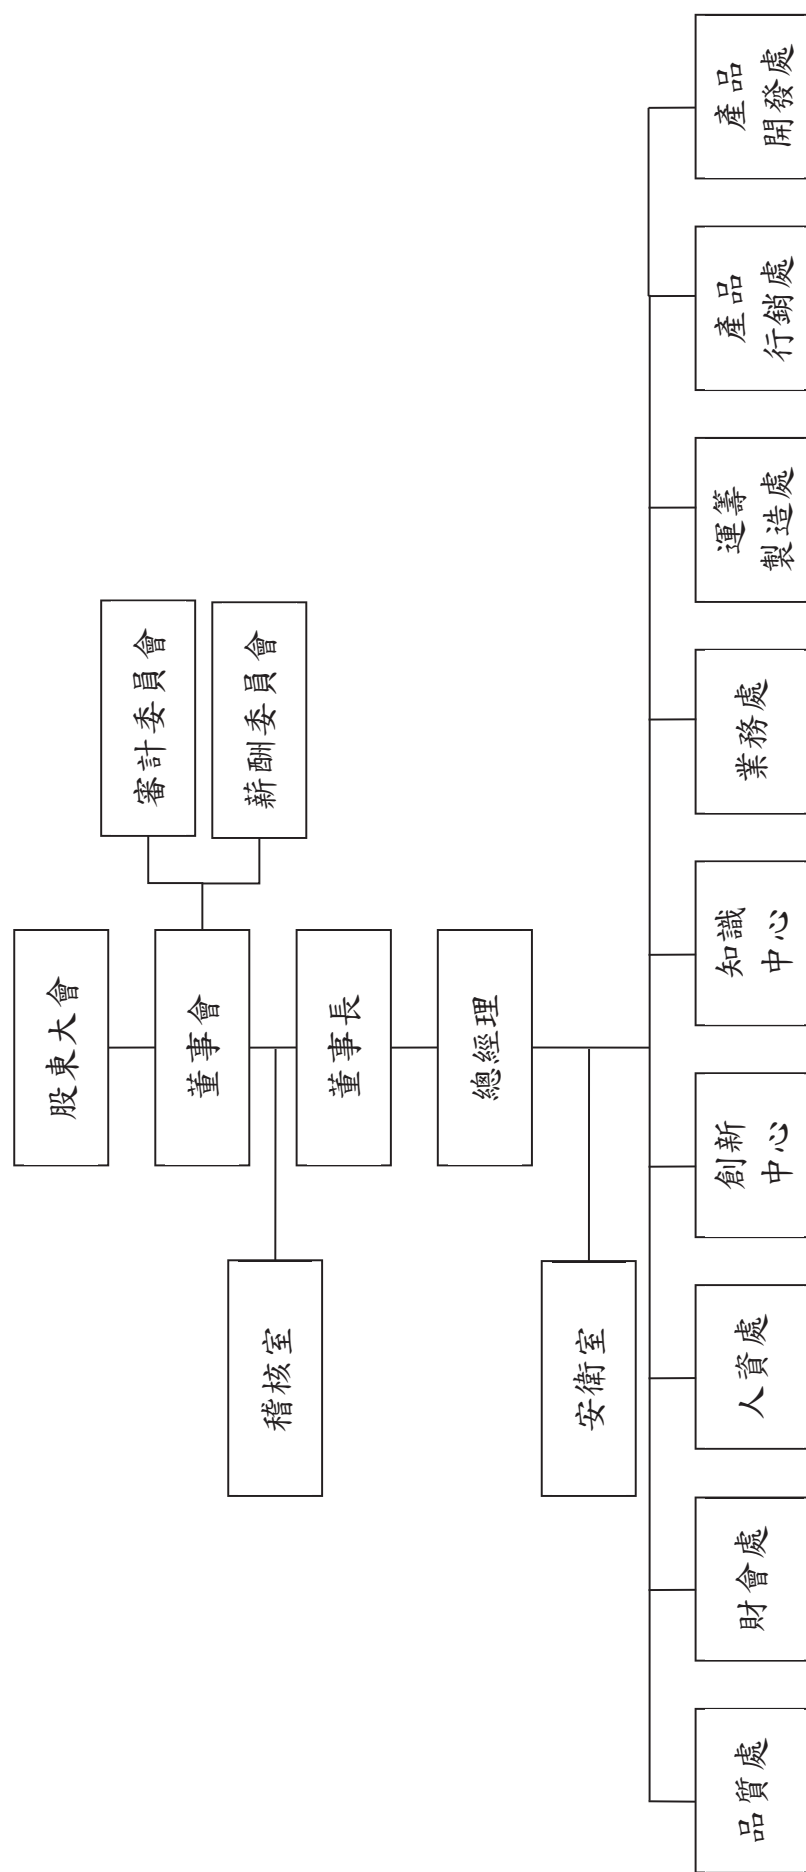 股東大會
審計委員會
薪酬委員會
董事會
稽核室
董事長
總經理
安衛室
品質處
財會處
人資處
創新
中心
知識
中心
業務處
運籌
製造處
產品
行銷處
產品
開發處